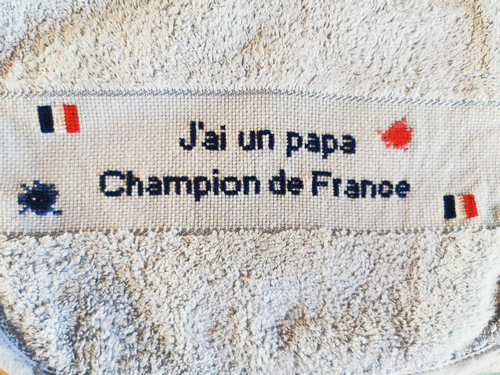 J'ai un papa
Champion de France